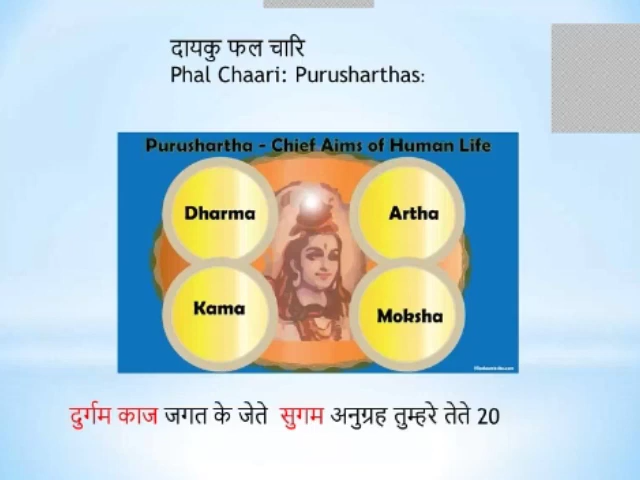 दायकु फल चारि
Phal Chaari: Purusharthas:
Purushartha - Chief Aims of Human Life
Dharma
Artha
Kama
Moksha
दुर्गम काज जगत के जेते सुगम अनुग्रह तुम्हरे तेते 20